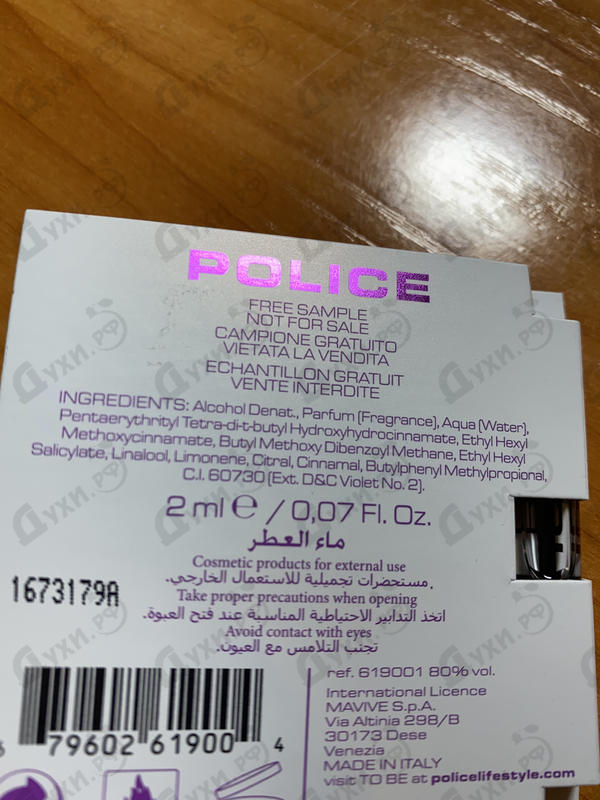 POLICE
FREE SAMPLE
NOT FOR SALE
CAMPIONE GRATUITO
VIETATA LA VENDITA
ECHANTILLON GRATUIT
VENTE INTERDITE
INGREDIENTS: Alcohol Denat., Parfum (Fragrance), Aqua (Water),
Pentaerythrityl Tetra-di-t-butyl Hydroxyhydrocinnamate, Ethyl Hexyl
Methoxycinnamate, Butyl Methoxy Dibenzoyl Methane, Ethyl Hexyl
Salicylate, Linalool, Limonene, Citral, Cinnamal, Butylphenyl Methylpropional,
C.I. 60730 (Ext. D&C Violet No. 2).
2 ml e / 0,07 Fl. Oz.
ماء العطر
Cosmetic products for external use
مستحضرات تجميلية للاستعمال الخارجي.
1673179A
Take proper precautions when opening
اتخذ التدابير الاحتياطية المناسبة عند فتح العبوة.
Avoid contact with eyes
تجنب التلامس مع العيون.
ref. 619001 80% vol.
International Licence
MAVIVE S.p.A.
Via Altinia 298/B
30173 Dese
Venezia
MADE IN ITALY
visit TO BE at policelifestyle.com
79602 61900 4
Духи.рф